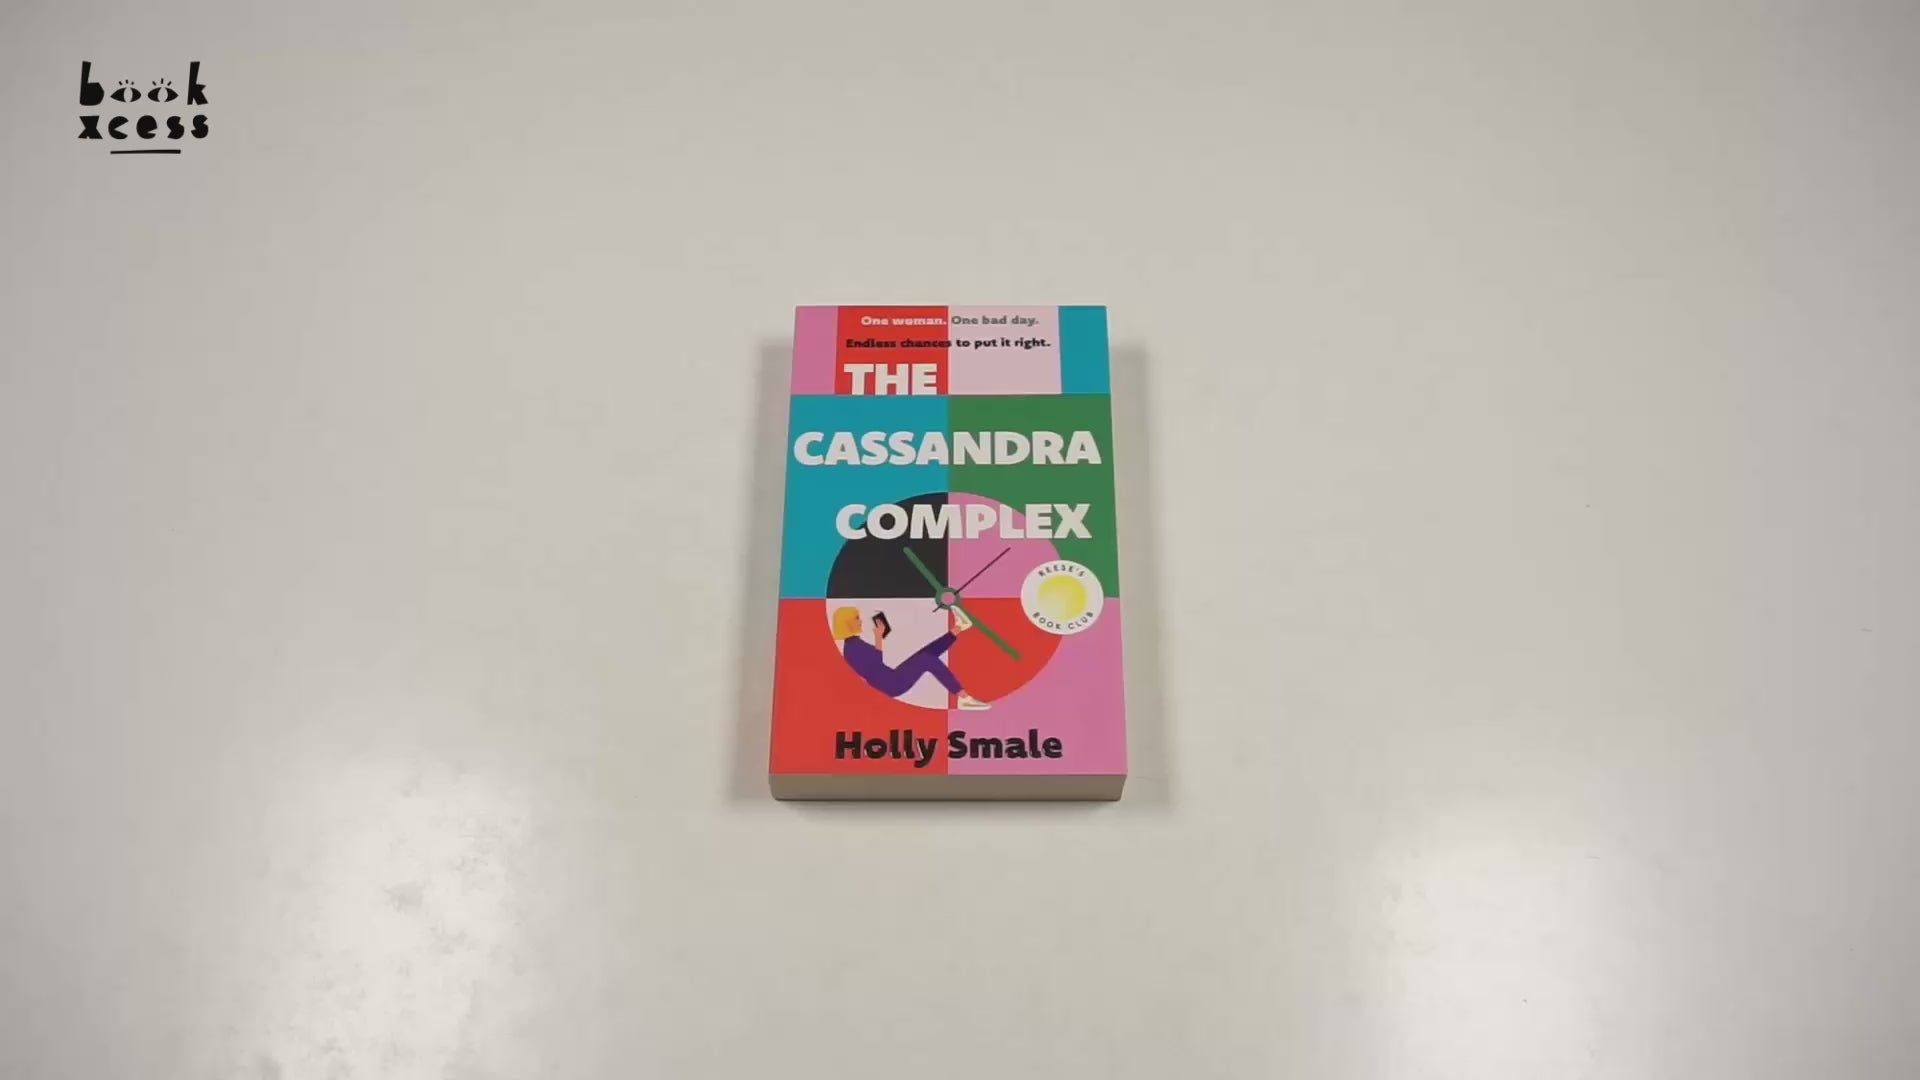 book
xcess
One woman. One bad day.
Endless chances to put it right.
THE
CASSANDRA
COMPLEX
REESE'S
BOOK CLUB
Holly Smale